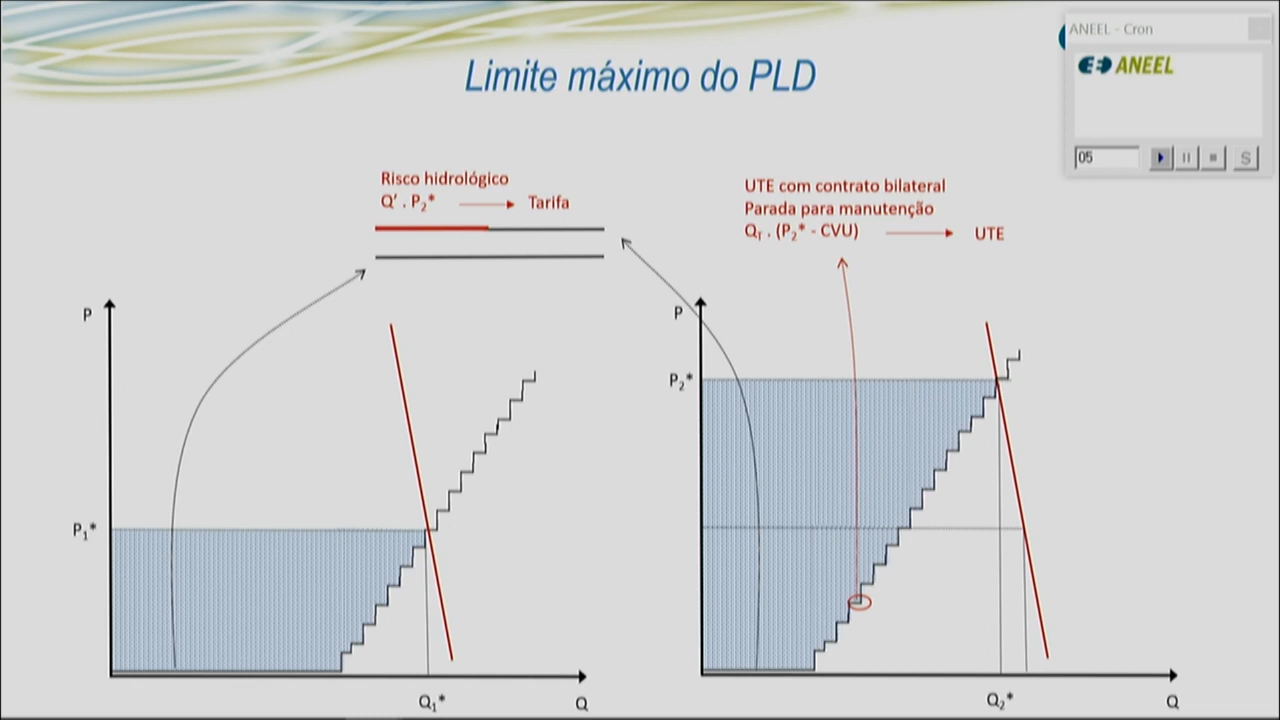 Limite máximo do PLD
ANEEL - Cron
ANEEL
05
S
Risco hidrológico
Q' . P₂* Tarifa
UTE com contrato bilateral
Parada para manutenção
Qₜ . (P₂* - CVU) UTE
P
P₁*
Q₁*
Q
P
P₂*
Q₂*
Q